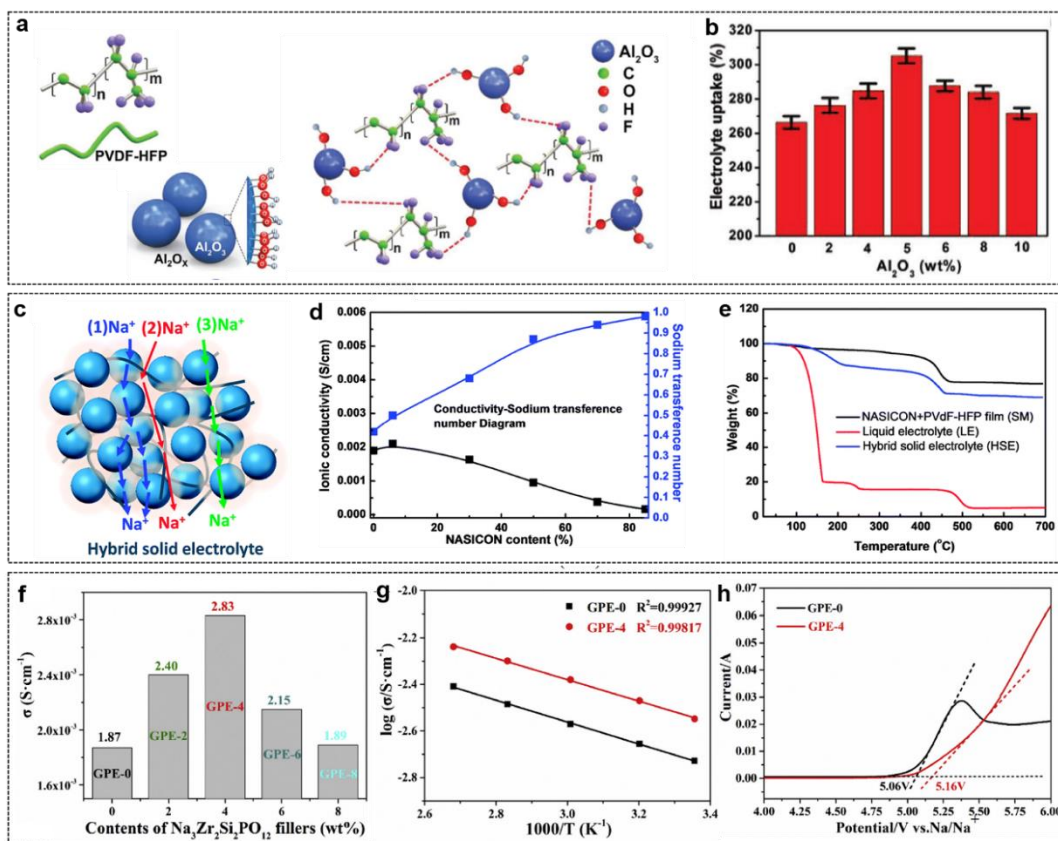 a
n
m
PVDF-HFP
Al₂O₃
Al₂Oₓ
n
m
n
m
n
m
Al₂O₃
C
O
H
F
b
Electrolyte uptake (%)
320
300
280
260
240
220
200
0 2 4 5 6 8 10
Al₂O₃ (wt%)
c
(1)Na⁺ (2)Na⁺ (3)Na⁺
Na⁺ Na⁺ Na⁺
Hybrid solid electrolyte
d
Ionic conductivity (S/cm)
0.006
0.005
0.004
0.003
0.002
0.001
0.000
Conductivity-Sodium transference
number Diagram
1.0
0.9
0.8
0.7
0.6
0.5
0.4
0.3
0.2
0.1
0.0
Sodium transference number
0 20 40 60 80
NASICON content (%)
e
Weight (%)
120
100
80
60
40
20
0
NASICON+PVdF-HFP film (SM)
Liquid electrolyte (LE)
Hybrid solid electrolyte (HSE)
100 200 300 400 500 600 700
Temperature (°C)
f
σ (S·cm⁻¹)
2.8x10⁻³
2.4x10⁻³
2.0x10⁻³
1.6x10⁻³
1.87
GPE-0
2.40
GPE-2
2.83
GPE-4
2.15
GPE-6
1.89
GPE-8
0 2 4 6 8
Contents of Na₃Zr₂Si₂PO₁₂ fillers (wt%)
g
log (σ/S·cm⁻¹)
-2.0
-2.2
-2.4
-2.6
-2.8
GPE-0 R²=0.99927
GPE-4 R²=0.99817
2.6 2.8 3.0 3.2 3.4
1000/T (K⁻¹)
h
Current/A
0.07
0.06
0.05
0.04
0.03
0.02
0.01
0.00
GPE-0
GPE-4
5.06V
5.16V
4.00 4.25 4.50 4.75 5.00 5.25 5.50 5.75 6.00
Potential/V vs.Na/Na⁺